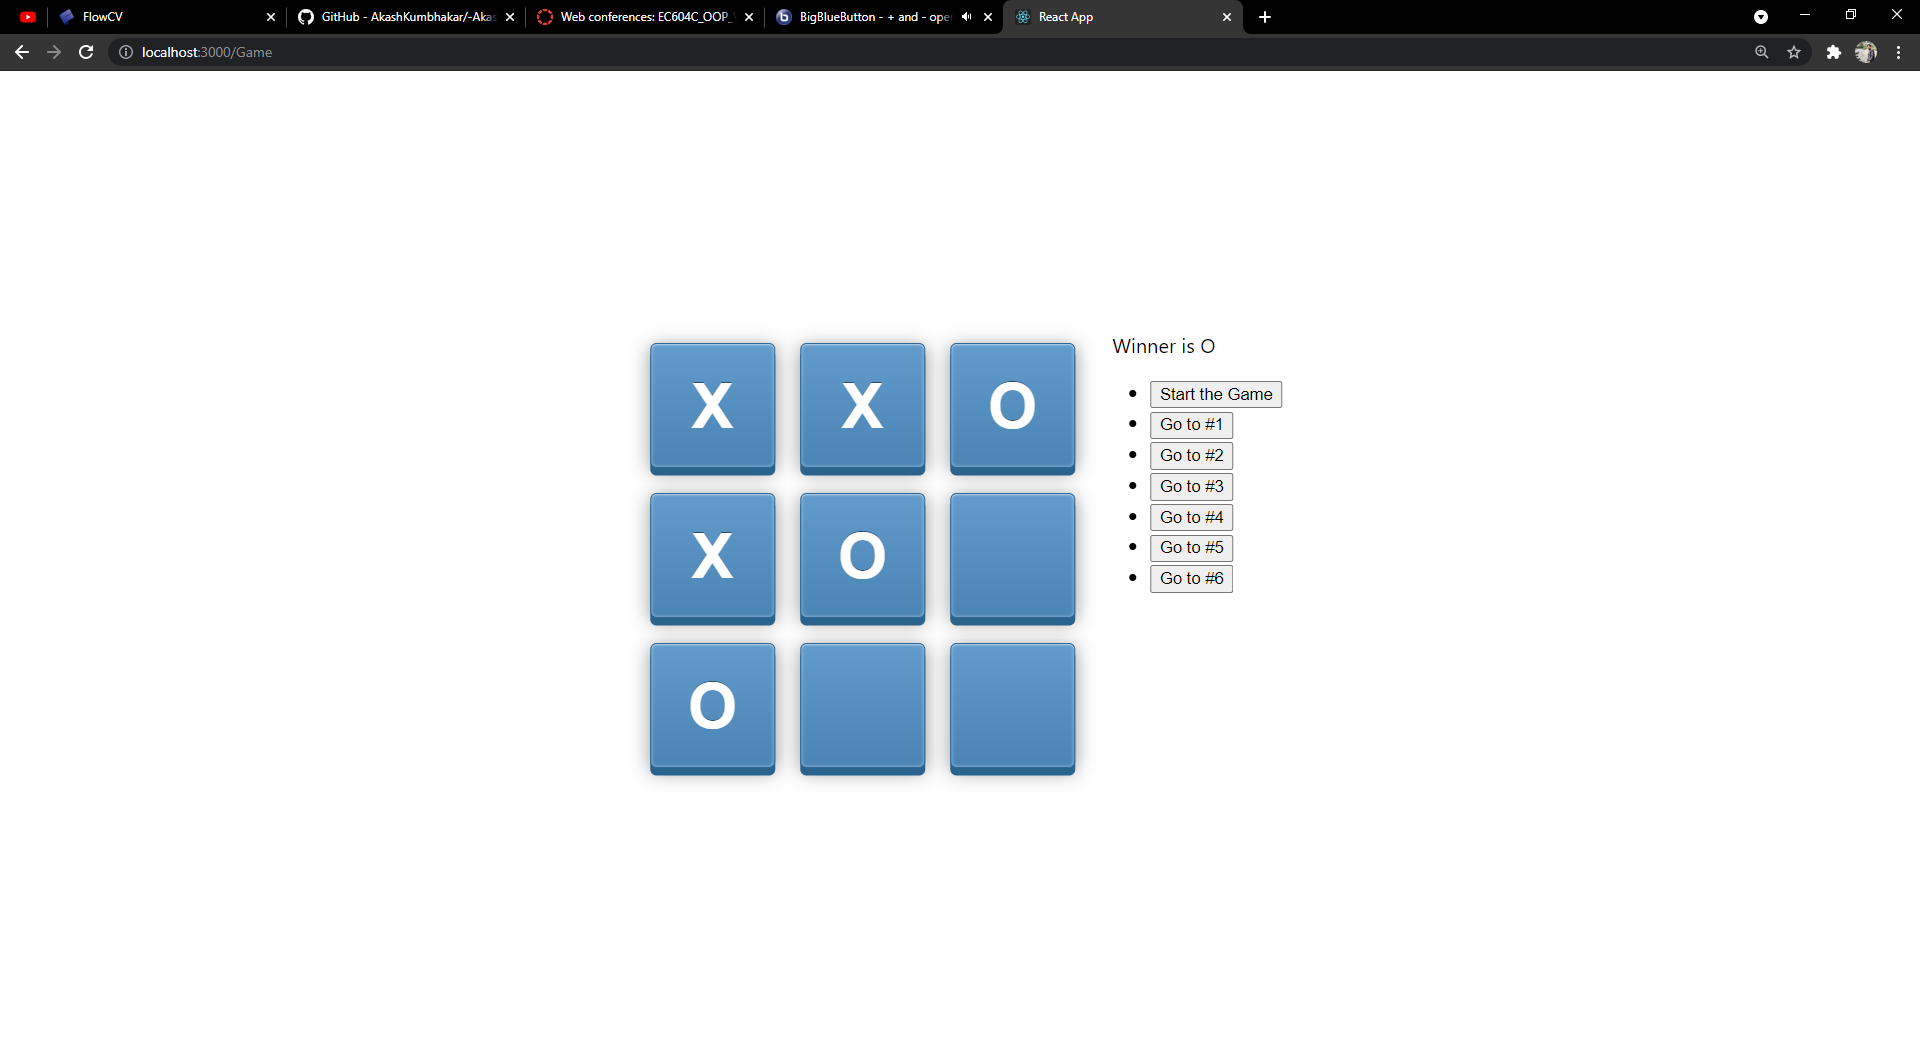 FlowCV
GitHub - AkashKumbhakar/-Akas
Web conferences: EC604C_OOP_
BigBlueButton - + and - ope
React App
localhost:3000/Game
X X O
X O
O
Winner is O
Start the Game
Go to #1
Go to #2
Go to #3
Go to #4
Go to #5
Go to #6